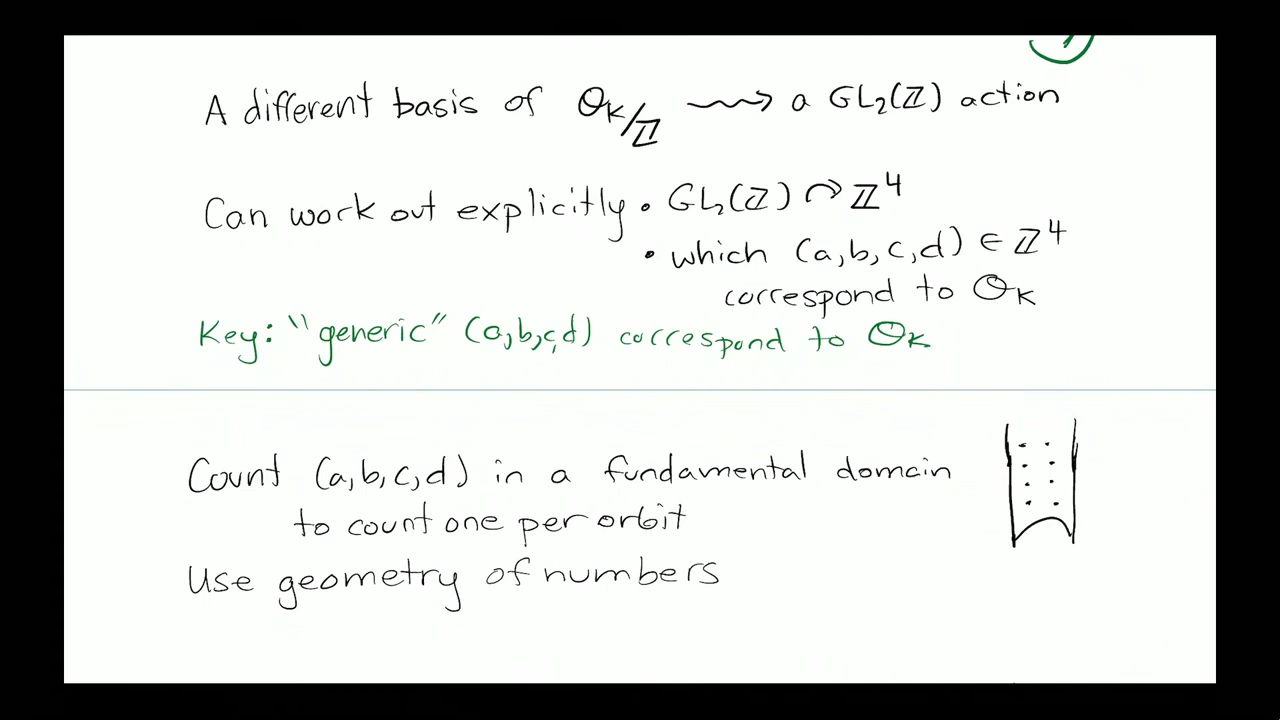 A different basis of 𝒪_K/ℤ ⇝ a GL₂(ℤ) action
Can work out explicitly • GL₂(ℤ) ↷ ℤ⁴
• which (a,b,c,d) ∈ ℤ⁴
correspond to 𝒪_K
Key: "generic" (a,b,c,d) correspond to 𝒪_K
Count (a,b,c,d) in a fundamental domain
to count one per orbit
Use geometry of numbers